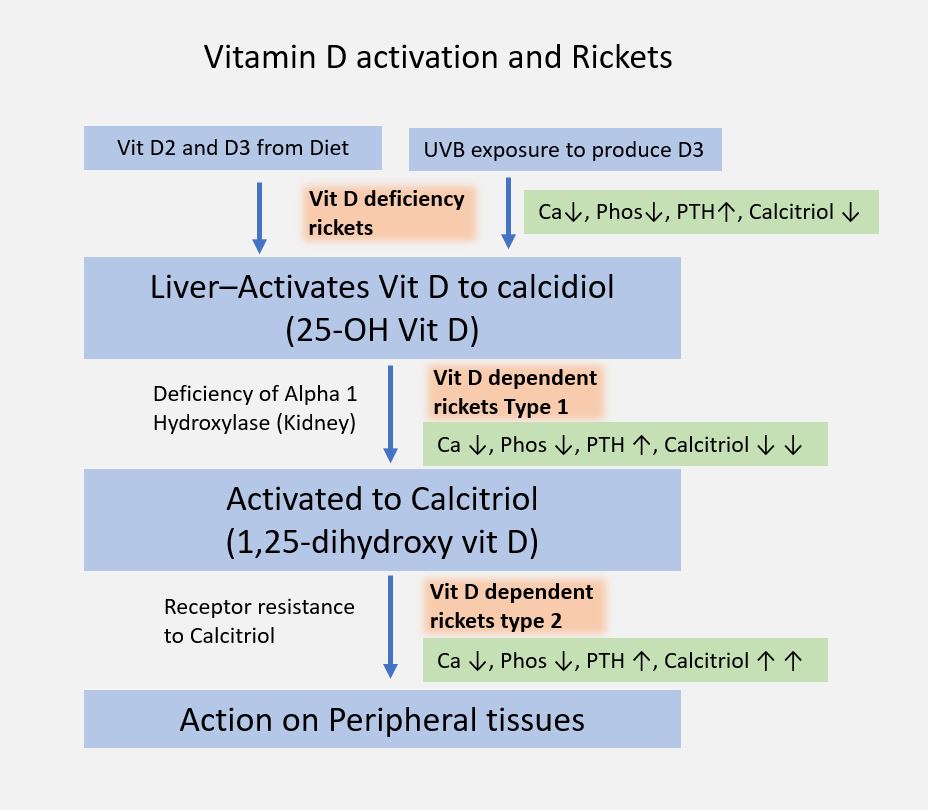 Vitamin D activation and Rickets
Vit D2 and D3 from Diet
UVB exposure to produce D3
Vit D deficiency
rickets
Ca↓, Phos↓, PTH↑, Calcitriol ↓
Liver–Activates Vit D to calcidiol
(25-OH Vit D)
Deficiency of Alpha 1
Hydroxylase (Kidney)
Vit D dependent
rickets Type 1
Ca ↓, Phos ↓, PTH ↑, Calcitriol ↓ ↓
Activated to Calcitriol
(1,25-dihydroxy vit D)
Receptor resistance
to Calcitriol
Vit D dependent
rickets type 2
Ca ↓, Phos ↓, PTH ↑, Calcitriol ↑ ↑
Action on Peripheral tissues